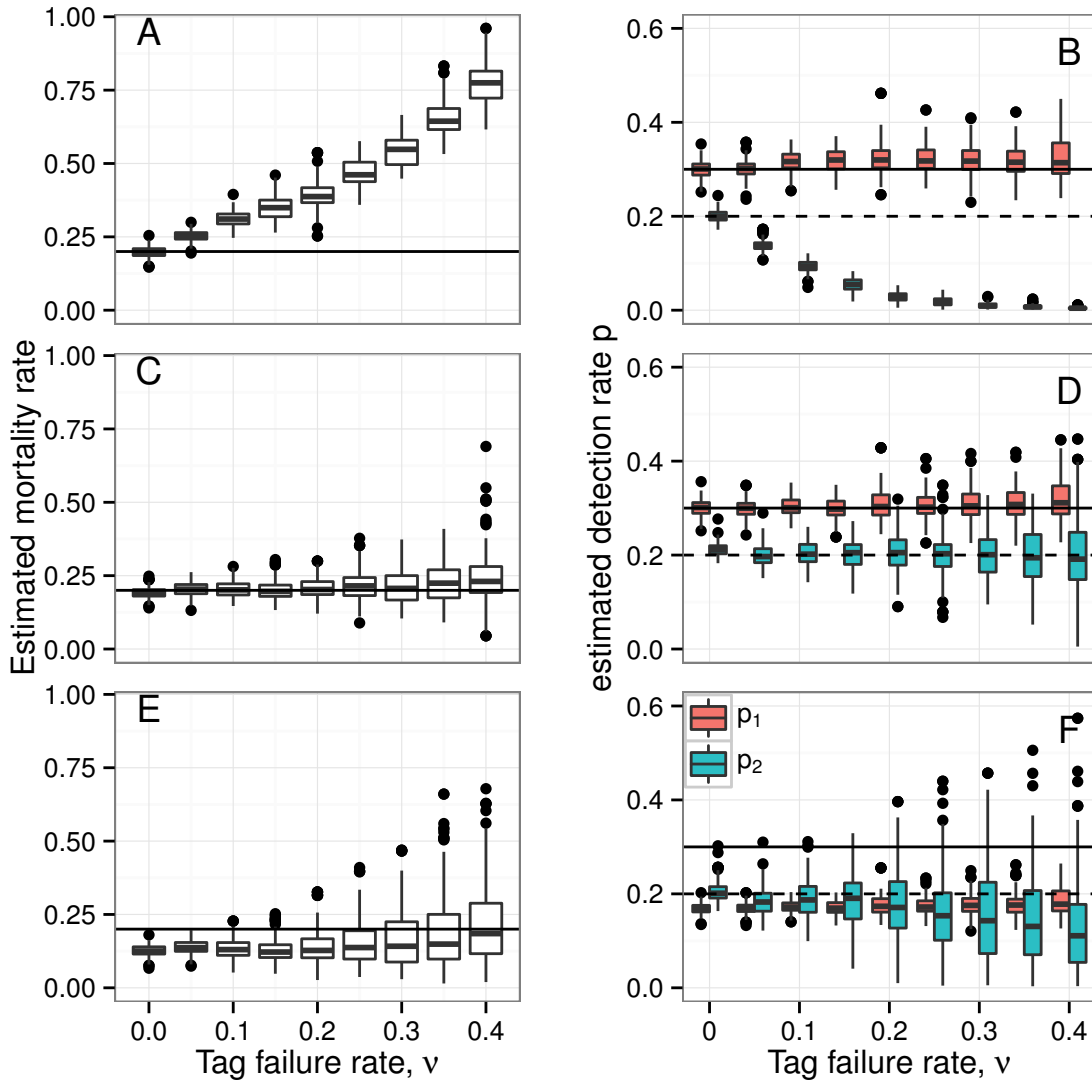 A
1.00
0.75
0.50
0.25
0.00
B
0.6
0.4
0.2
0.0
C
1.00
0.75
0.50
0.25
0.00
D
0.6
0.4
0.2
0.0
E
1.00
0.75
0.50
0.25
0.00
F
0.6
0.4
0.2
0.0
p1
p2
Estimated mortality rate
estimated detection rate p
0.0 0.1 0.2 0.3 0.4
Tag failure rate, ν
0 0.1 0.2 0.3 0.4
Tag failure rate, ν